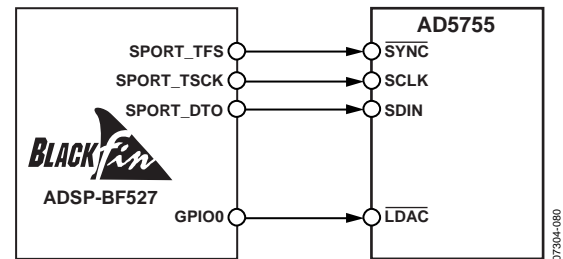 AD5755
SPORT_TFS
SYNC
SPORT_TSCK
SCLK
SPORT_DTO
SDIN
BLACKfin
ADSP-BF527
GPIO0
LDAC
07304-080